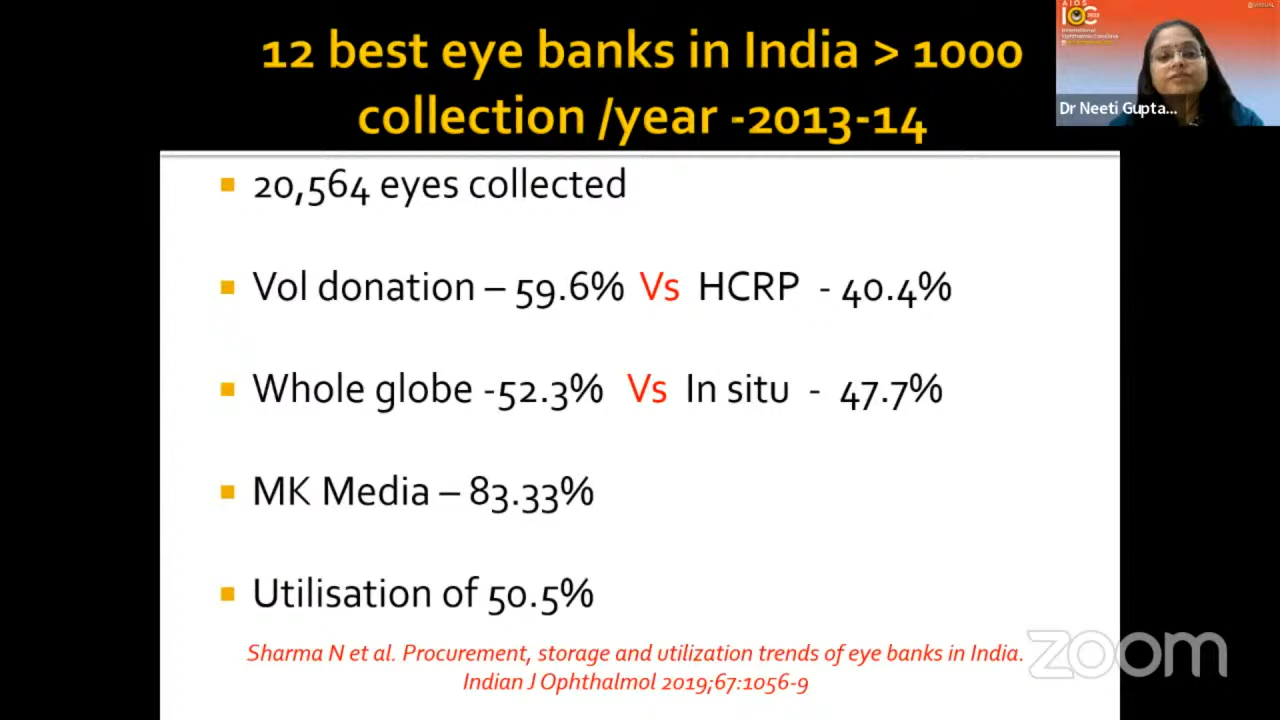 12 best eye banks in India > 1000
collection /year -2013-14
AIOS
IOC
Dr Neeti Gupta...
20,564 eyes collected
Vol donation – 59.6% Vs HCRP - 40.4%
Whole globe -52.3% Vs In situ - 47.7%
MK Media – 83.33%
Utilisation of 50.5%
Sharma N et al. Procurement, storage and utilization trends of eye banks in India.
Indian J Ophthalmol 2019;67:1056-9
zoom